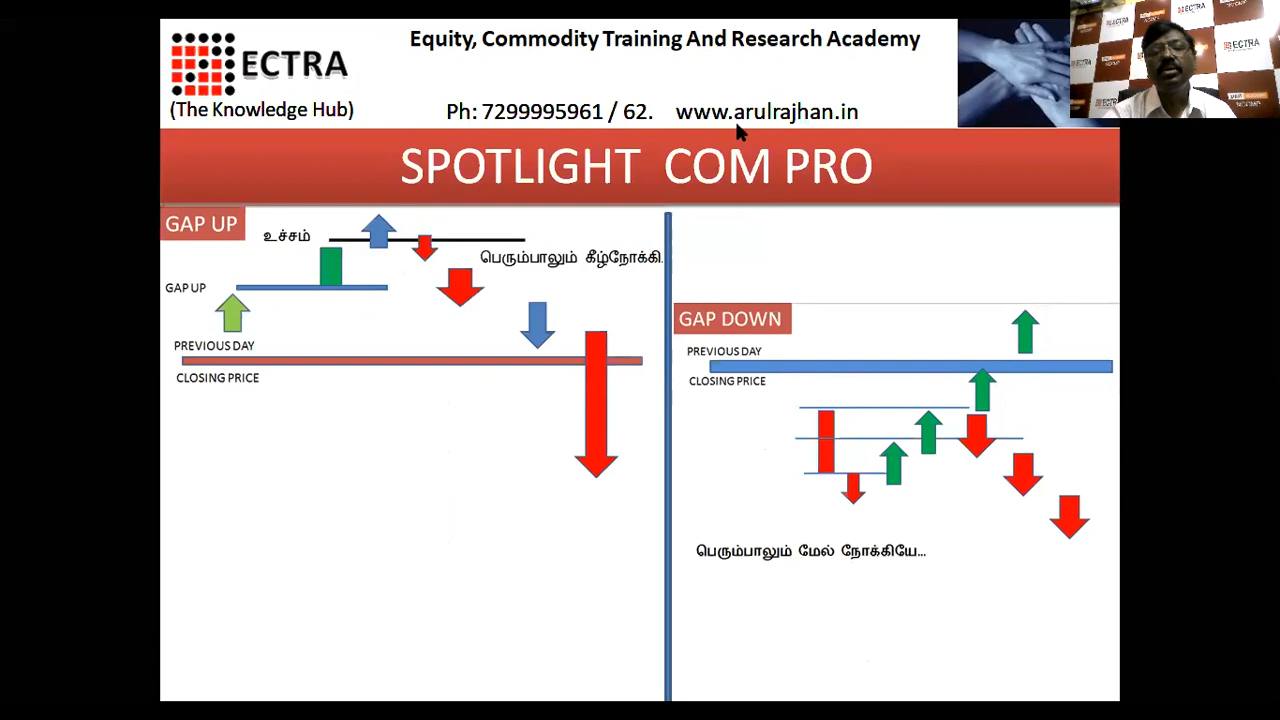 Equity, Commodity Training And Research Academy
ECTRA
(The Knowledge Hub)
Ph: 7299995961 / 62. www.arulrajhan.in
SPOTLIGHT COM PRO
GAP UP
உச்சம்
பெரும்பாலும் கீழ்நோக்கி.
GAP UP
PREVIOUS DAY
CLOSING PRICE
GAP DOWN
PREVIOUS DAY
CLOSING PRICE
பெரும்பாலும் மேல் நோக்கியே...
ECTRA